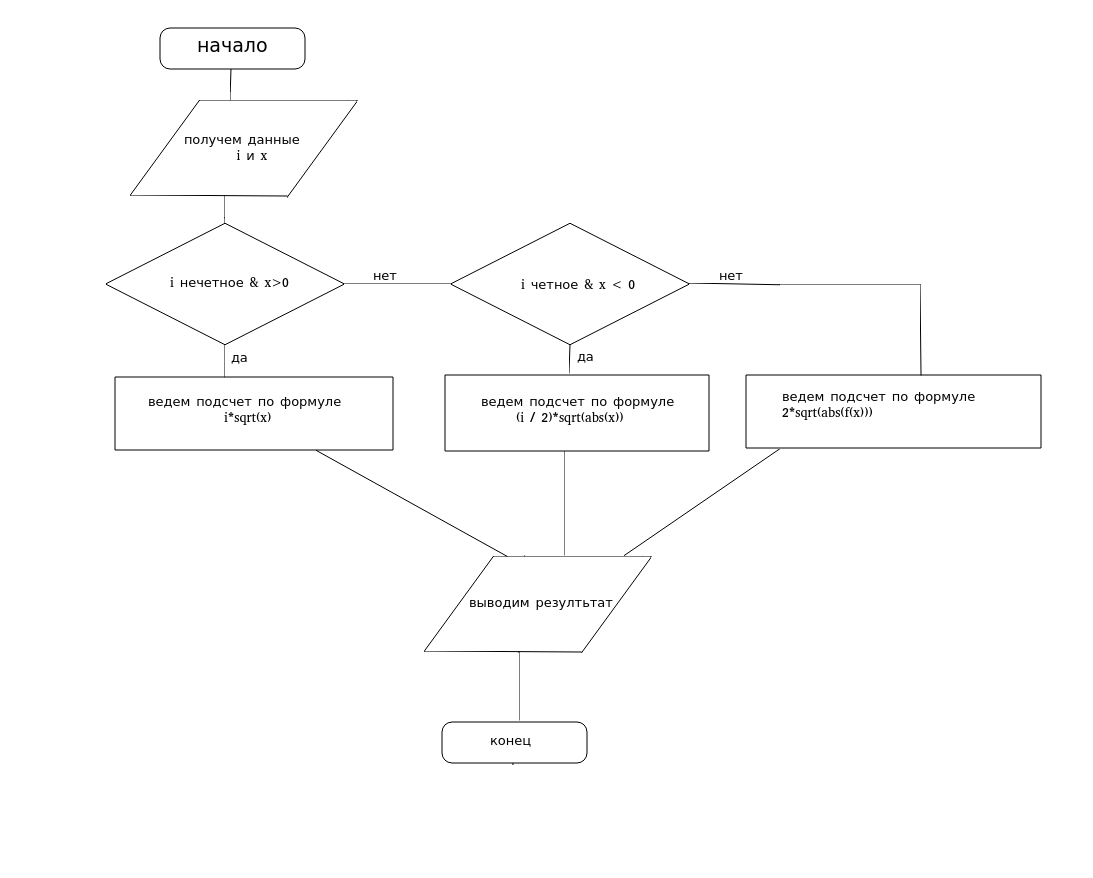 начало
получем данные
i и x
i нечетное & x>0
нет
i четное & x < 0
нет
да
да
ведем подсчет по формуле
i*sqrt(x)
ведем подсчет по формуле
(i / 2)*sqrt(abs(x))
ведем подсчет по формуле
2*sqrt(abs(f(x)))
выводим резултьтат
конец